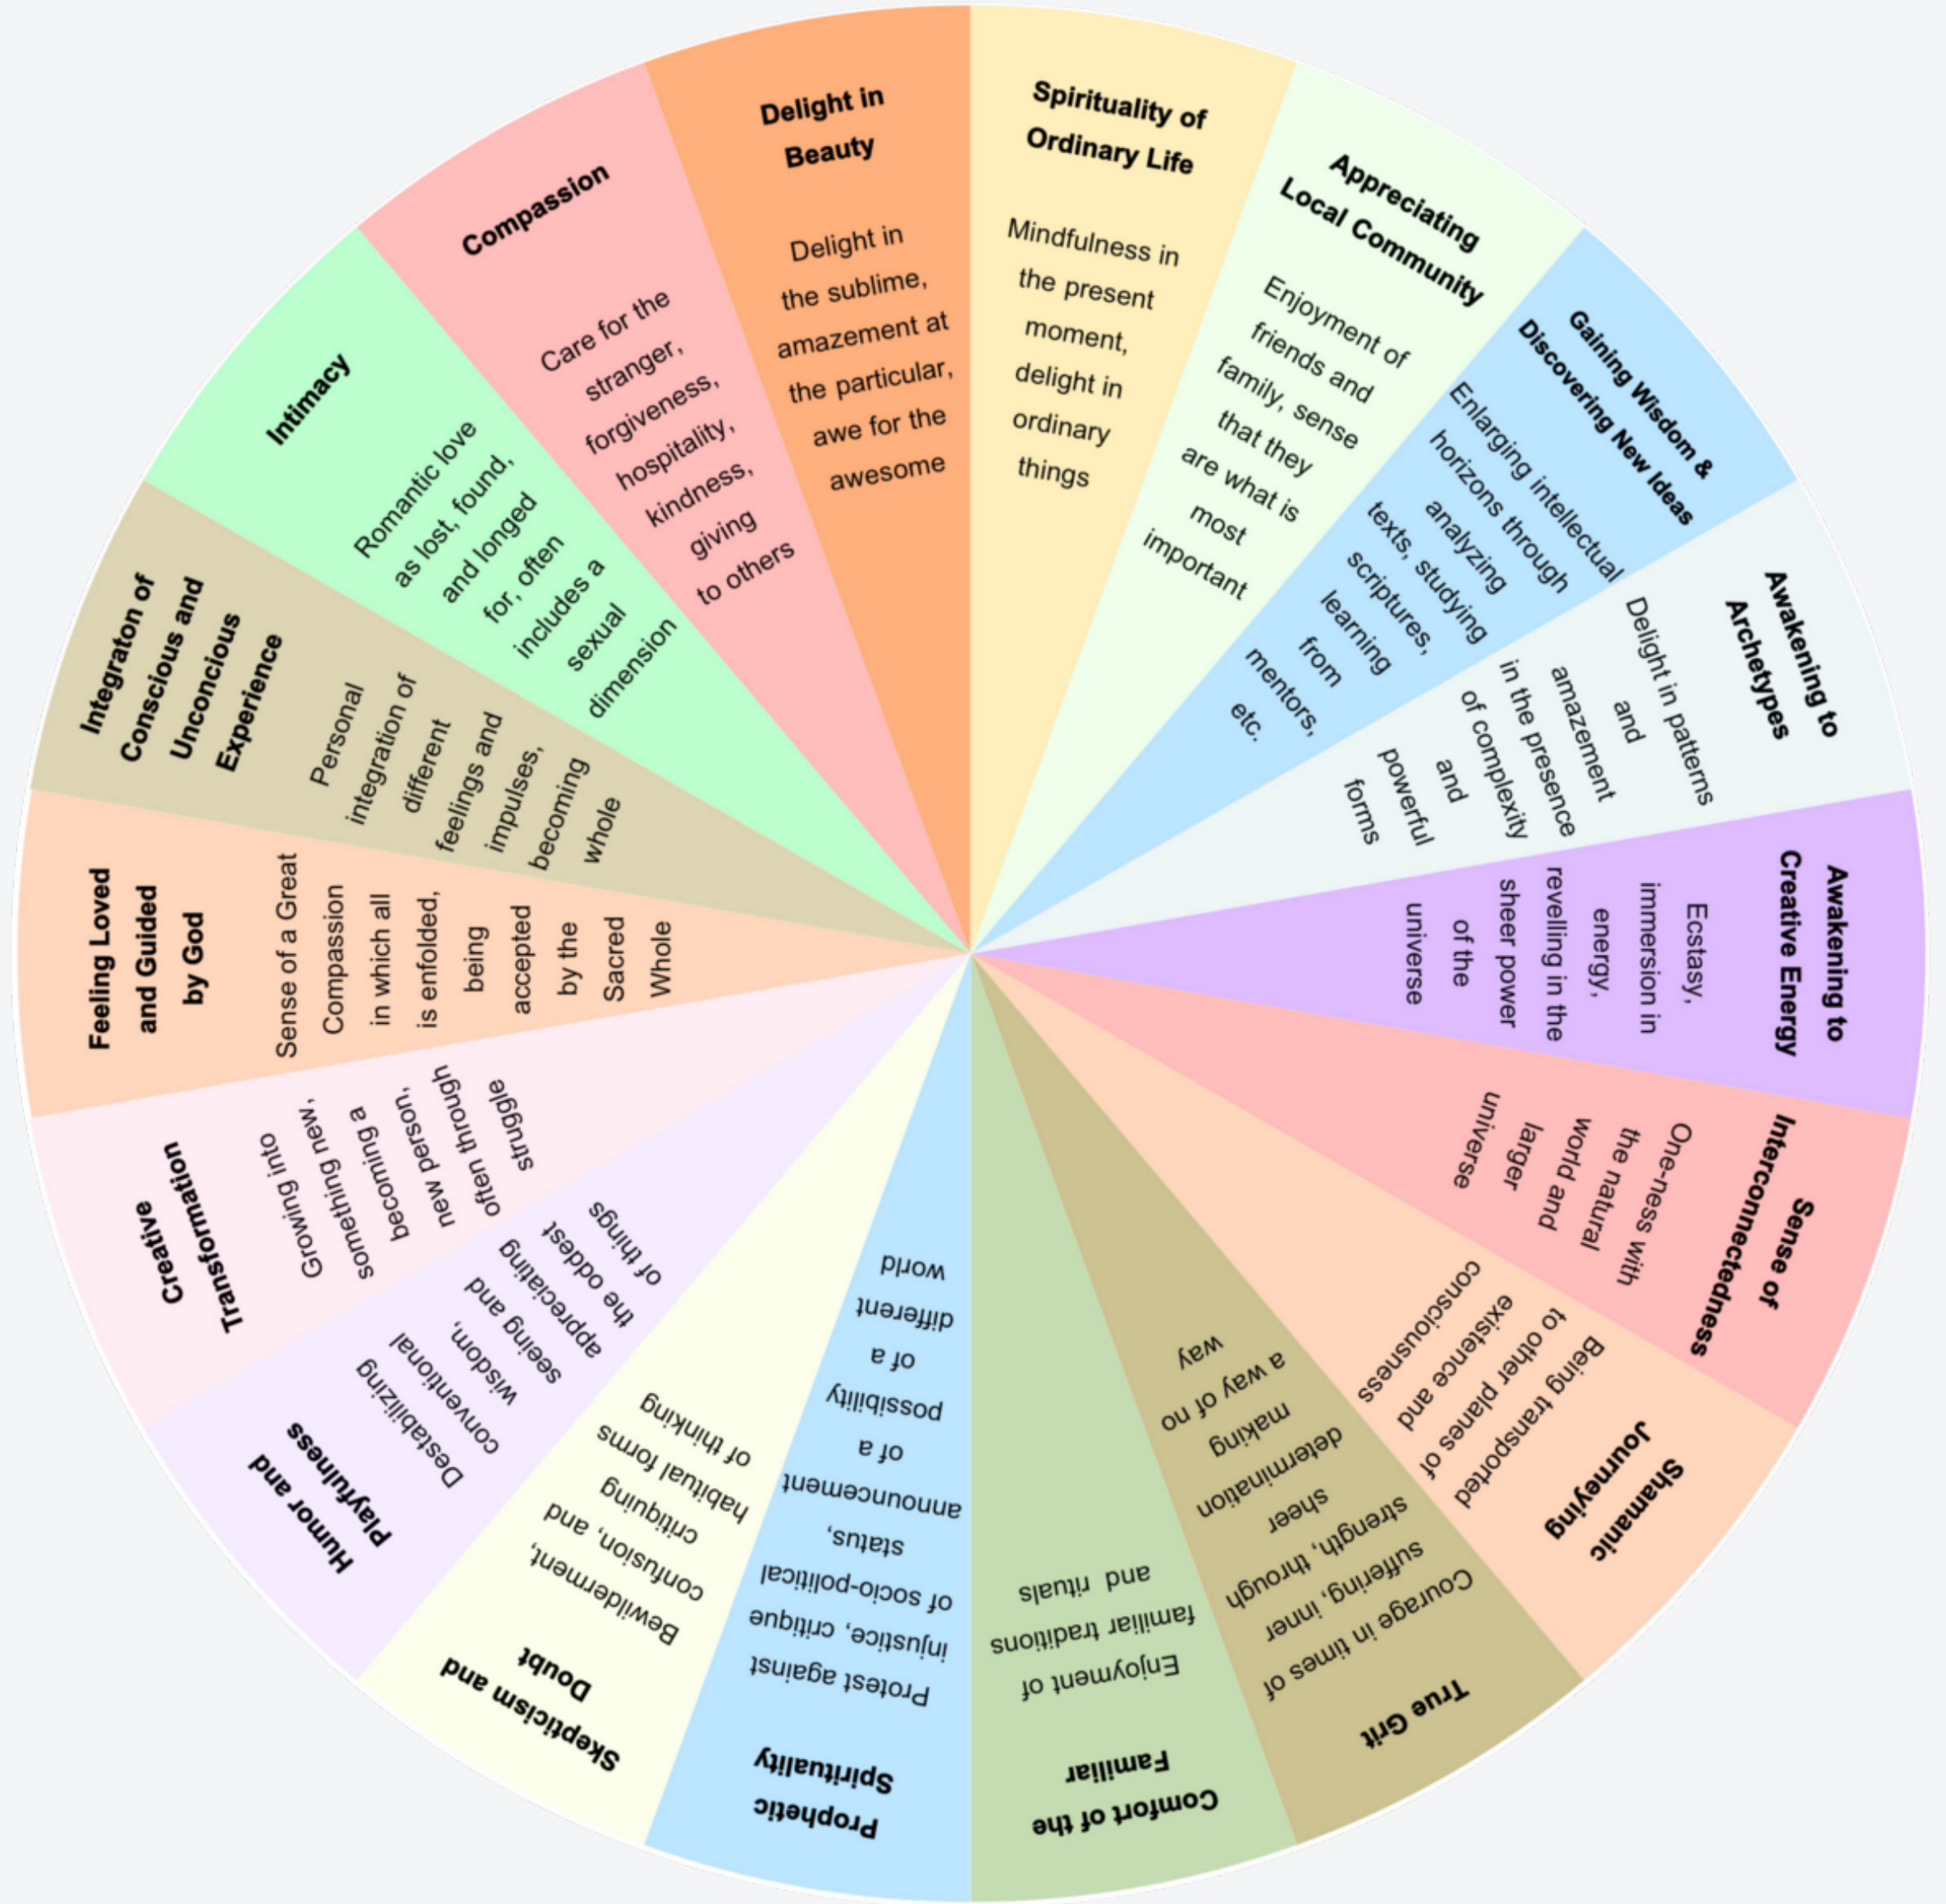 Spirituality of
Ordinary Life
Mindfulness in
the present
moment,
delight in
ordinary
things
Appreciating
Local Community
Enjoyment of
friends and
family, sense
that they
are what is
most
important
Gaining Wisdom &
Discovering New Ideas
Enlarging intellectual
horizons through
analyzing
texts, studying
scriptures,
learning
from
mentors,
etc.
Awakening to
Archetypes
Delight in patterns
and
amazement
in the presence
of complexity
and
powerful
forms
Awakening to
Creative Energy
Ecstasy,
immersion in
energy,
revelling in the
sheer power
of the
universe
Sense of
Interconnectedness
One-ness with
the natural
world and
larger
universe
Shamanic
Journeying
Being transported
to other planes of
existence and
consciousness
True Grit
Courage in times of
suffering, inner
strength, through
sheer
determination
making
a way of no
way
Comfort of the
Familiar
Enjoyment of
familiar traditions
and rituals
Prophetic
Spirituality
Protest against
injustice, critique
of socio-political
status,
announcement
of a
possibility
of a
different
world
Skepticism and
Doubt
Bewilderment,
confusion, and
critiquing
habitual forms
of thinking
Humor and
Playfulness
Destabilizing
conventional
wisdom,
seeing and
appreciating
the oddest
of things
Creative
Transformation
Growing into
something new,
becoming a
new person,
often through
struggle
Feeling Loved
and Guided
by God
Sense of a Great
Compassion
in which all
is enfolded,
being
accepted
by the
Sacred
Whole
Integraton of
Conscious and
Unconcious
Experience
Personal
integration of
different
feelings and
impulses,
becoming
whole
Intimacy
Romantic love
as lost, found,
and longed
for, often
includes a
sexual
dimension
Compassion
Care for the
stranger,
forgiveness,
hospitality,
kindness,
giving
to others
Delight in
Beauty
Delight in
the sublime,
amazement at
the particular,
awe for the
awesome